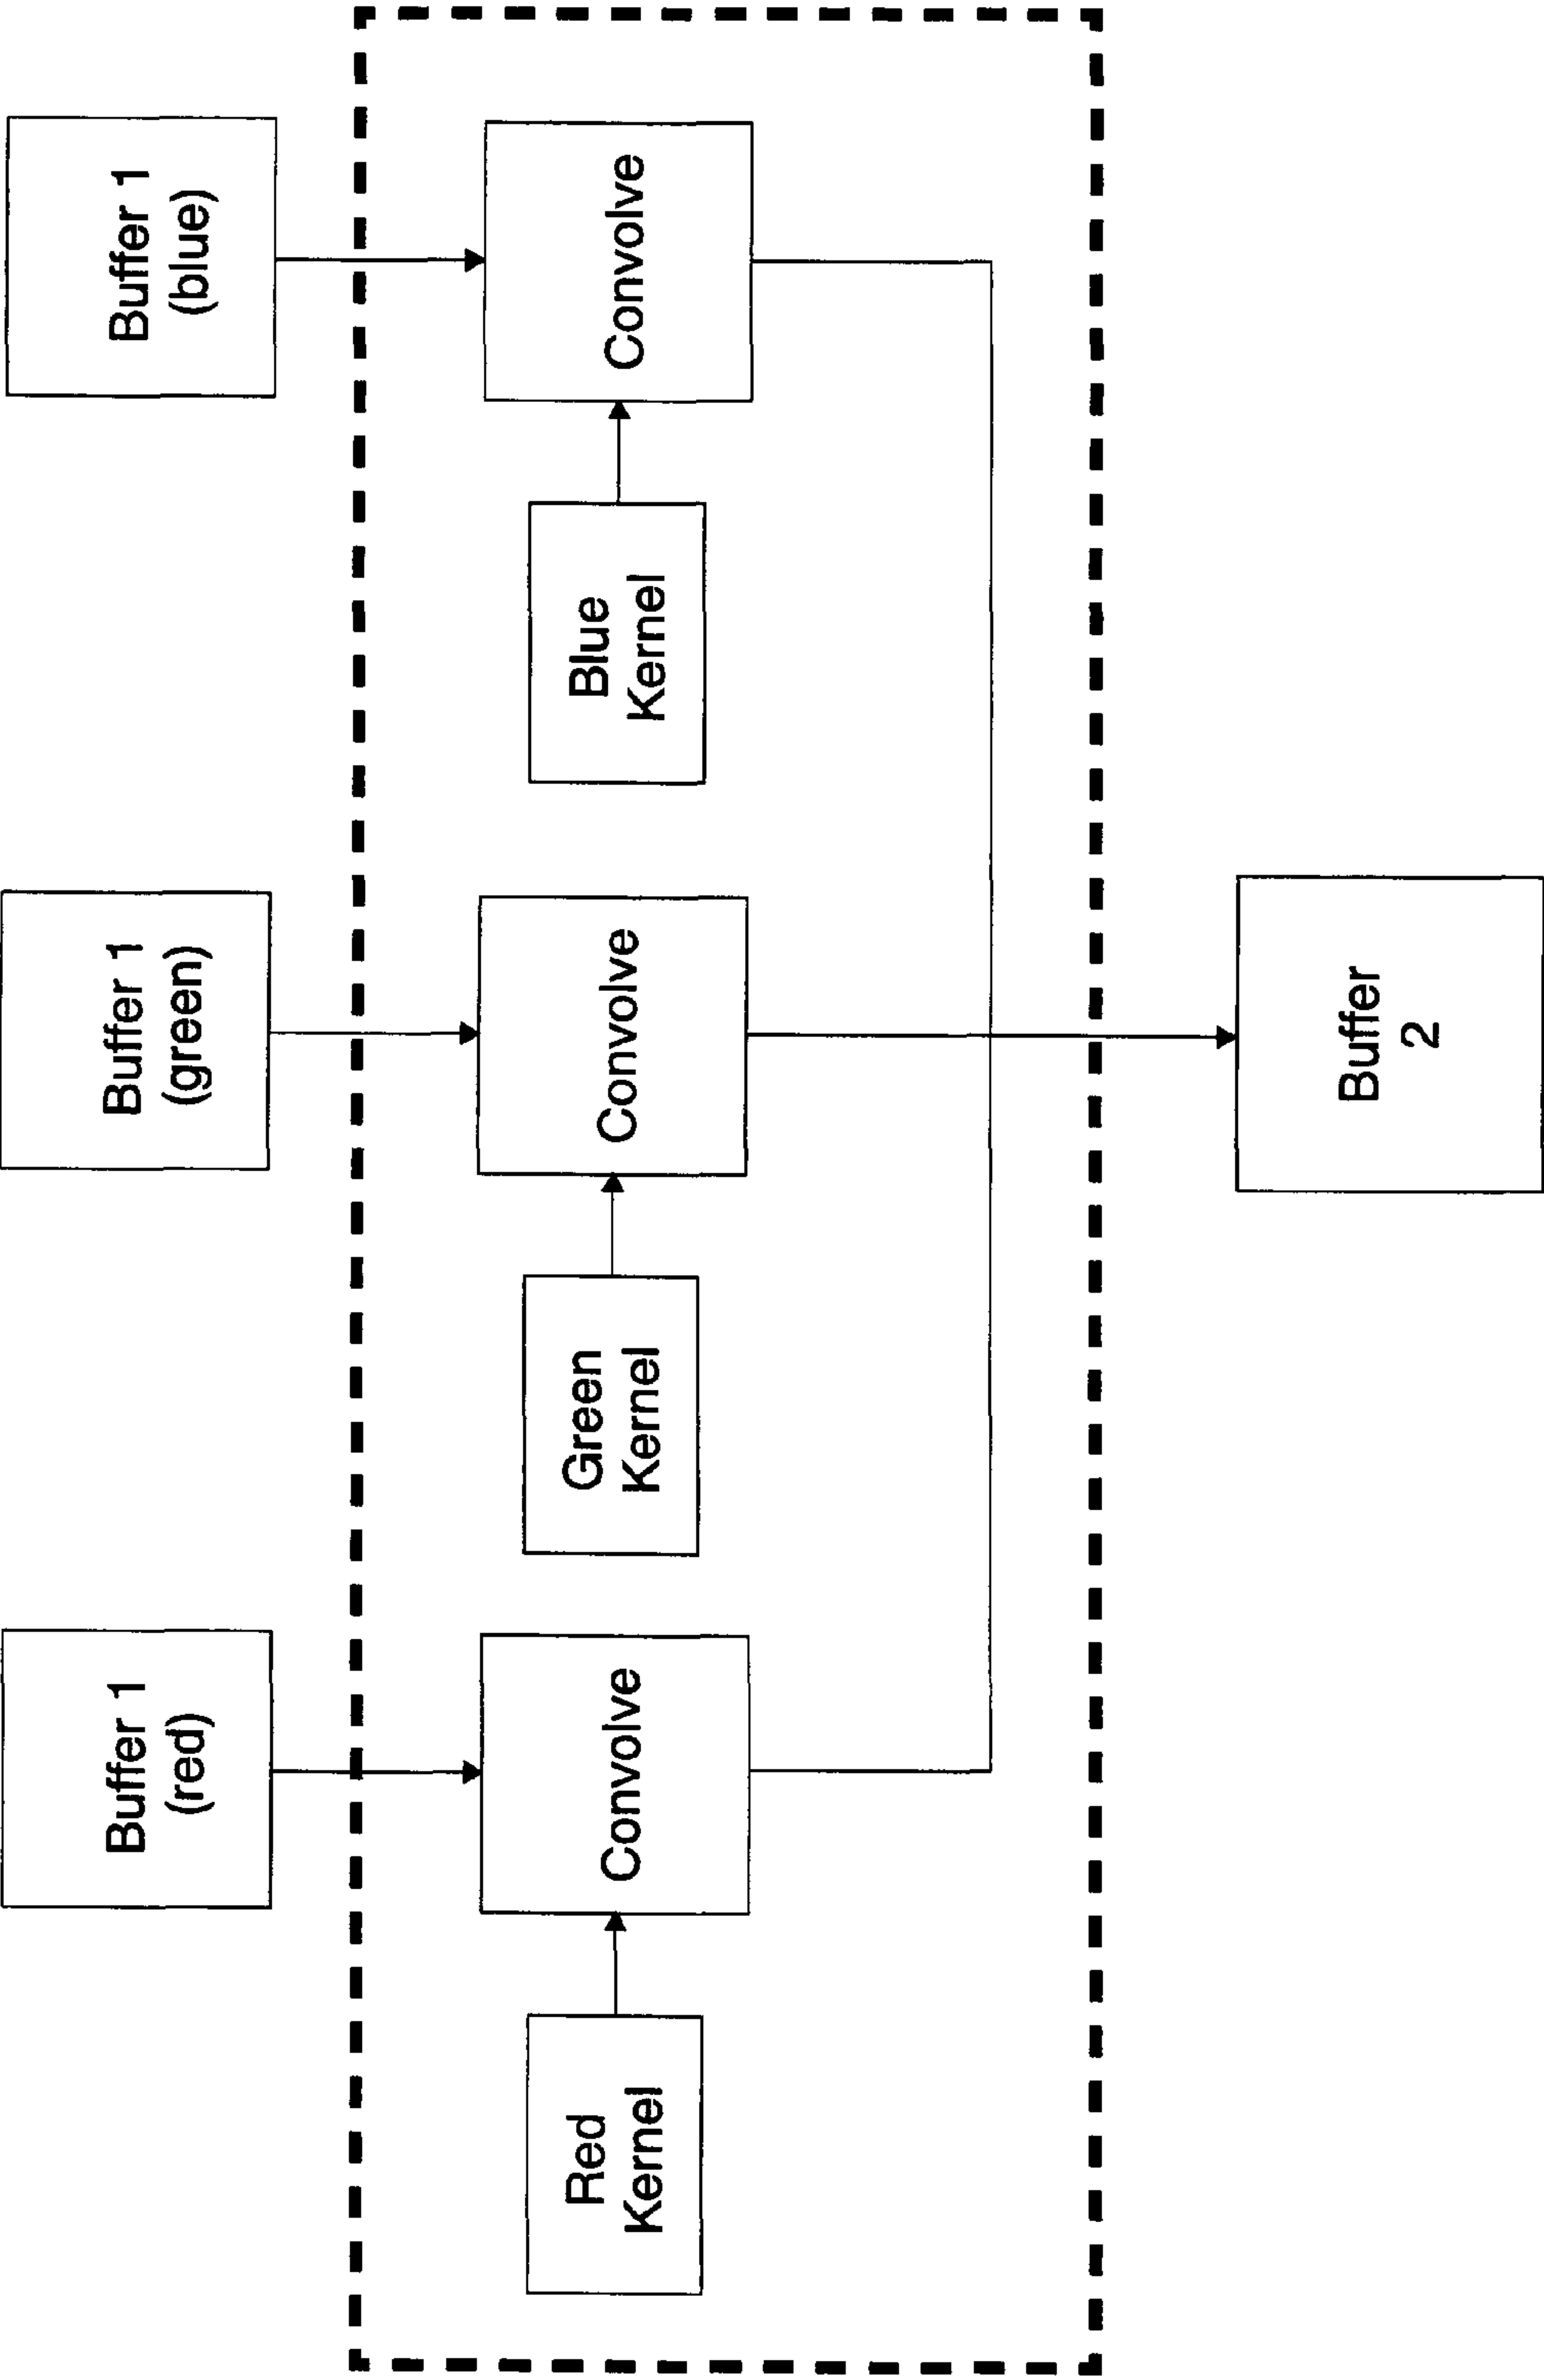 Buffer 1
(red)
Buffer 1
(green)
Buffer 1
(blue)
Red
Kernel
Convolve
Green
Kernel
Convolve
Blue
Kernel
Convolve
Buffer
2